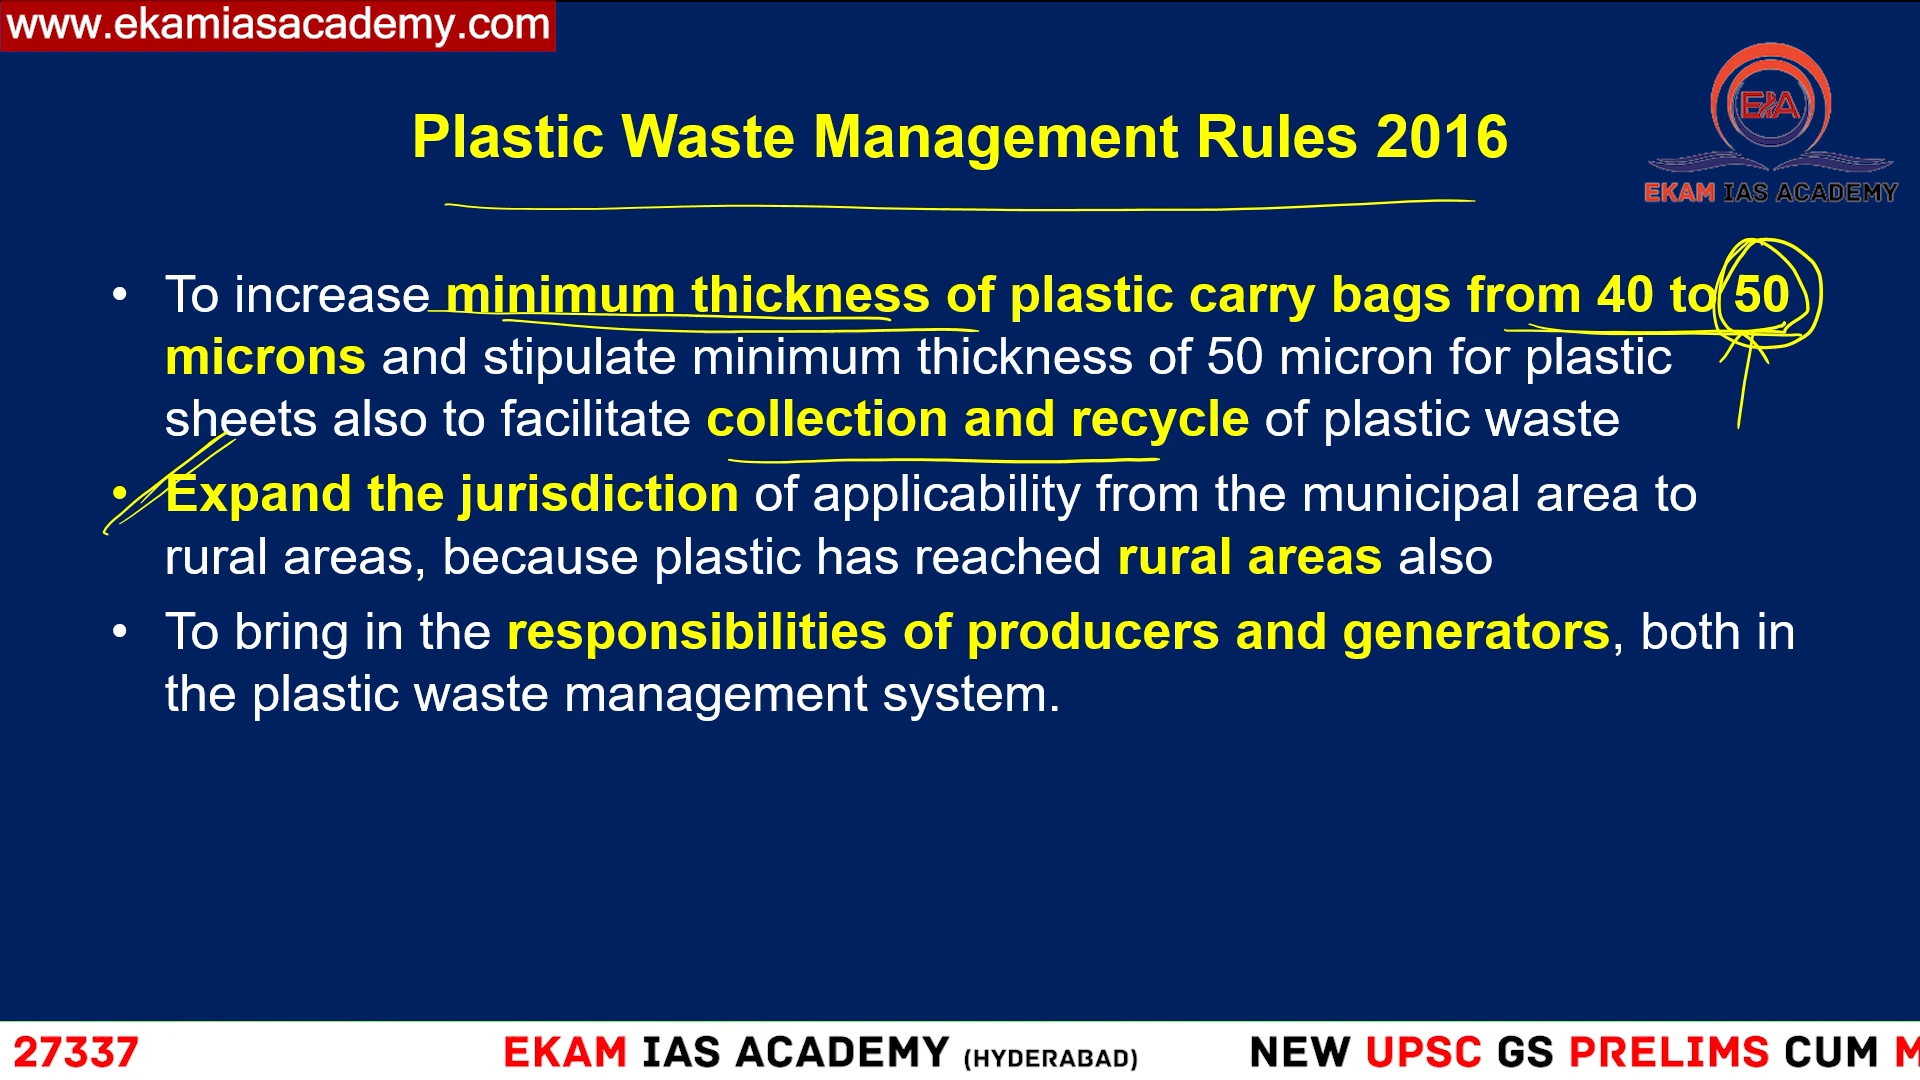 www.ekamiasacademy.com
EIA
EKAM IAS ACADEMY
Plastic Waste Management Rules 2016
• To increase minimum thickness of plastic carry bags from 40 to 50
microns and stipulate minimum thickness of 50 micron for plastic
sheets also to facilitate collection and recycle of plastic waste
• Expand the jurisdiction of applicability from the municipal area to
rural areas, because plastic has reached rural areas also
• To bring in the responsibilities of producers and generators, both in
the plastic waste management system.
27337 EKAM IAS ACADEMY (HYDERABAD) NEW UPSC GS PRELIMS CUM M